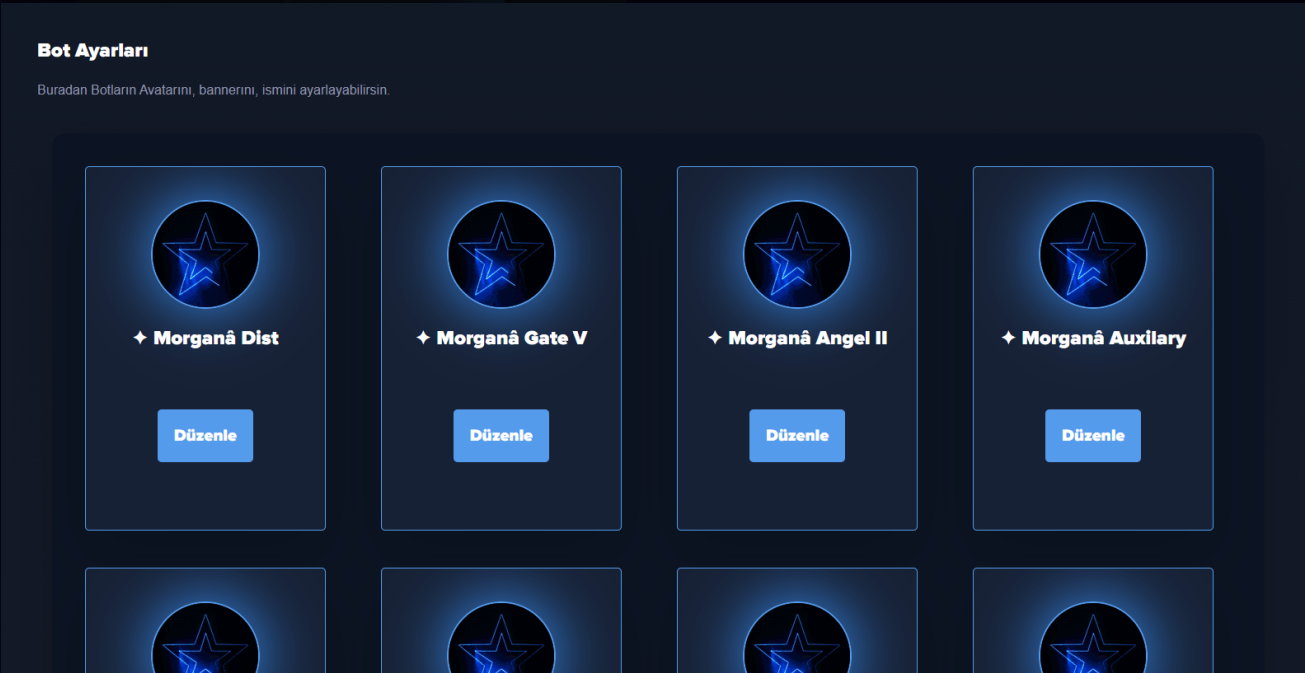 Bot Ayarları
Buradan Botların Avatarını, bannerını, ismini ayarlayabilirsin.
✦ Morganâ Dist
✦ Morganâ Gate V
✦ Morganâ Angel II
✦ Morganâ Auxilary
Düzenle
Düzenle
Düzenle
Düzenle